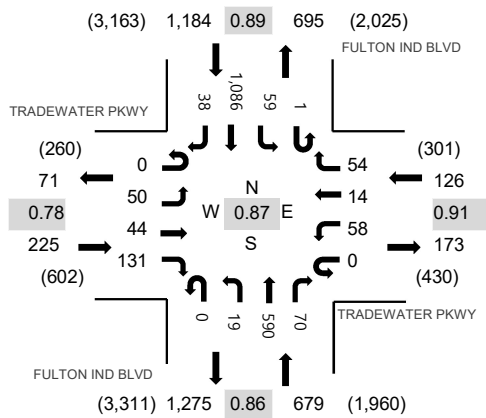 (3,163) 1,184 0.89 695 (2,025)
FULTON IND BLVD
38 1,086 59 1
TRADEWATER PKWY
(260)
71
0.78
225
(602)
0
50
44
131
N
W 0.87 E
S
54
14
58
0
(301)
126
0.91
173
(430)
0 19 590 70
TRADEWATER PKWY
FULTON IND BLVD
(3,311) 1,275 0.86 679 (1,960)